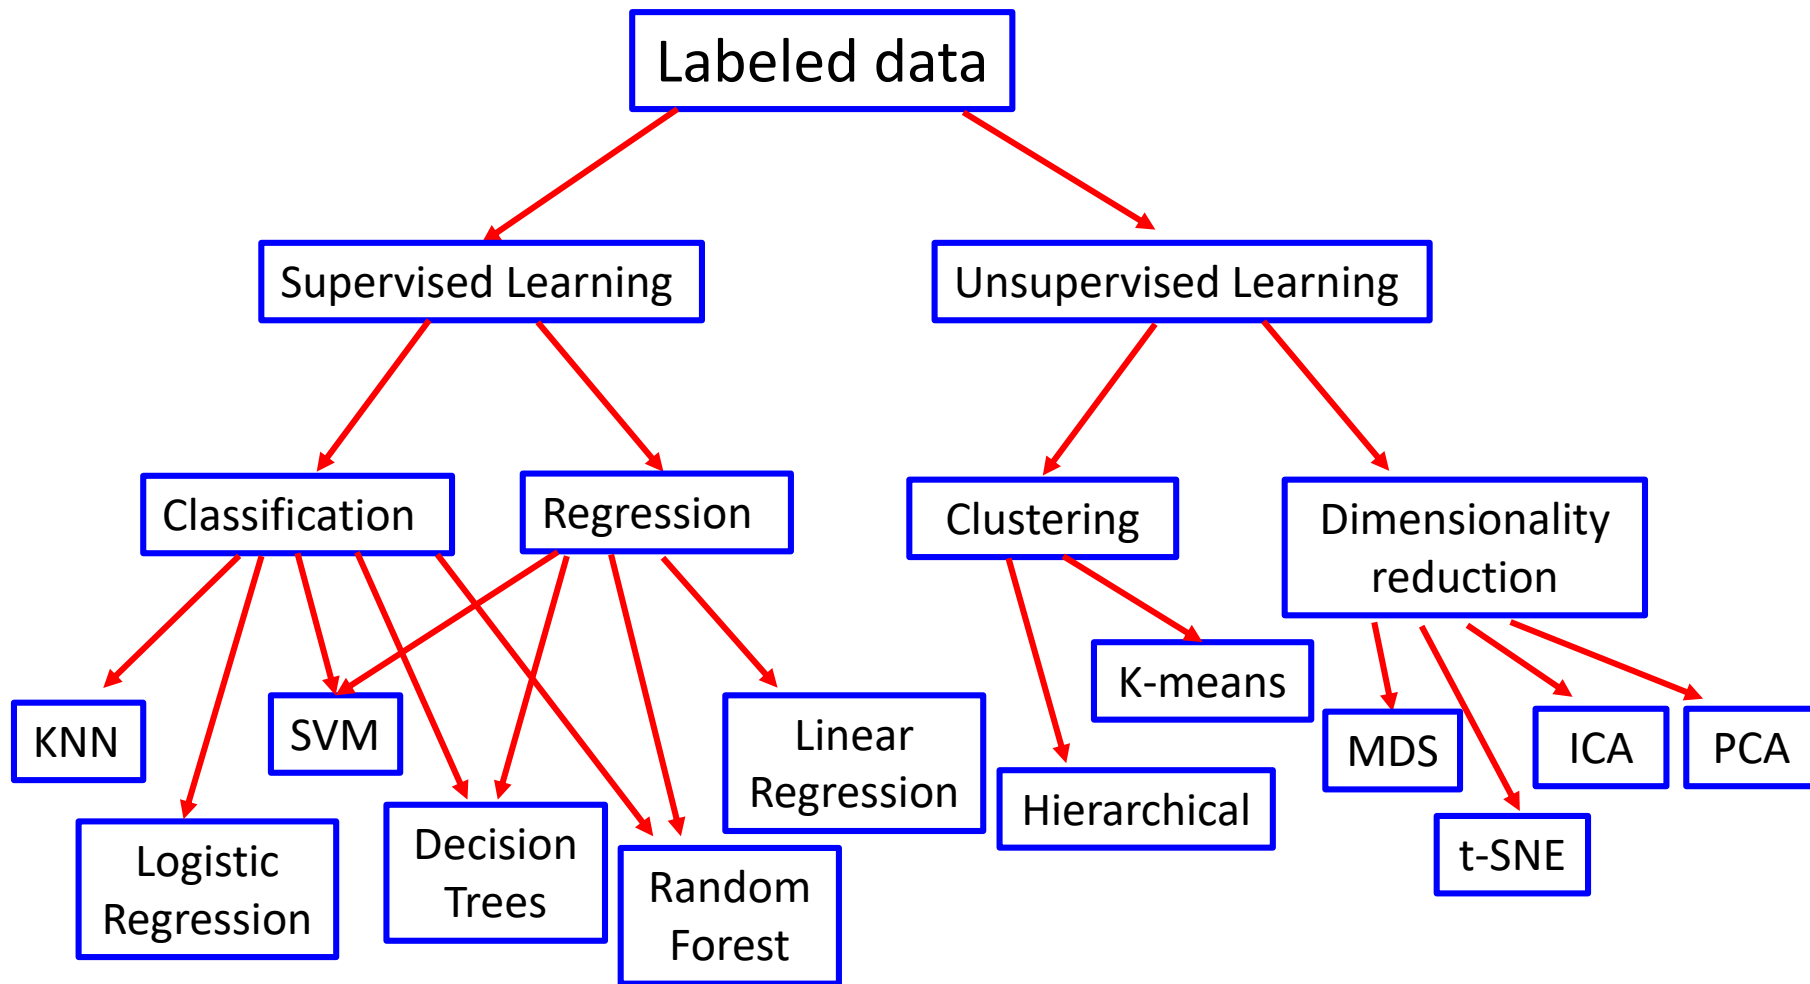 Labeled data
Supervised Learning
Unsupervised Learning
Classification
Regression
Clustering
Dimensionality
reduction
KNN
SVM
Linear
Regression
K-means
MDS
ICA
PCA
Logistic
Regression
Decision
Trees
Random
Forest
Hierarchical
t-SNE